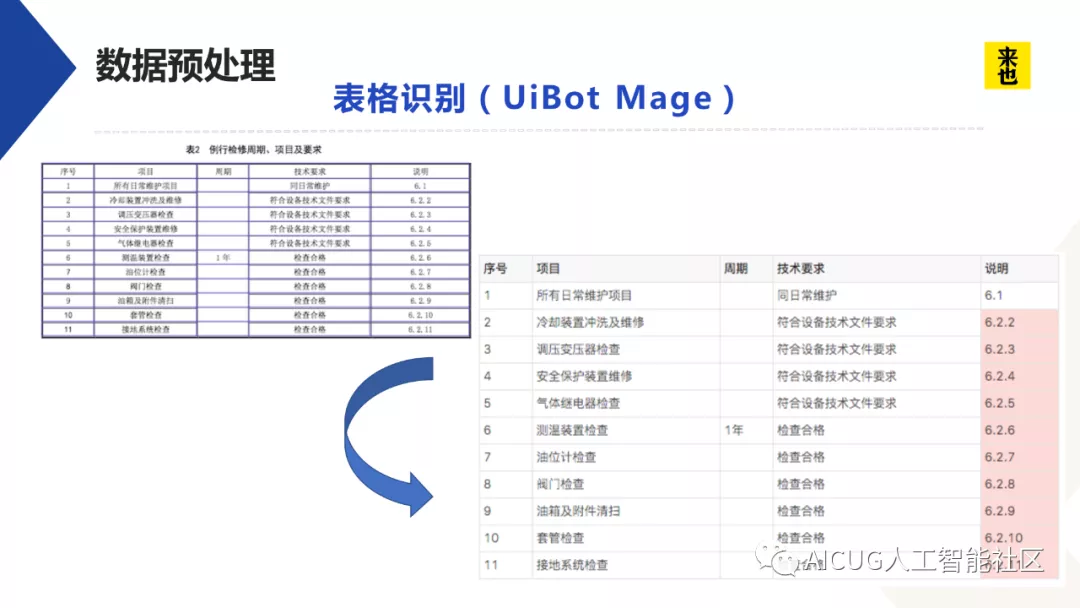 数据预处理
来也
表格识别（UiBot Mage）
表2 例行检修周期、项目及要求
序号 项目 周期 技术要求 说明
1 所有日常维护项目 同日常维护 6.1
2 冷却装置冲洗及维修 符合设备技术文件要求 6.2.2
3 调压变压器检查 符合设备技术文件要求 6.2.3
4 安全保护装置维修 符合设备技术文件要求 6.2.4
5 气体继电器检查 符合设备技术文件要求 6.2.5
6 测温装置检查 1年 检查合格 6.2.6
7 油位计检查 检查合格 6.2.7
8 阀门检查 检查合格 6.2.8
9 油箱及附件清扫 检查合格 6.2.9
10 套管检查 检查合格 6.2.10
11 接地系统检查 检查合格 6.2.11
序号 项目 周期 技术要求 说明
1 所有日常维护项目 同日常维护 6.1
2 冷却装置冲洗及维修 符合设备技术文件要求 6.2.2
3 调压变压器检查 符合设备技术文件要求 6.2.3
4 安全保护装置维修 符合设备技术文件要求 6.2.4
5 气体继电器检查 符合设备技术文件要求 6.2.5
6 测温装置检查 1年 检查合格 6.2.6
7 油位计检查 检查合格 6.2.7
8 阀门检查 检查合格 6.2.8
9 油箱及附件清扫 检查合格 6.2.9
10 套管检查 检查合格 6.2.10
11 接地系统检查
AICUG人工智能社区